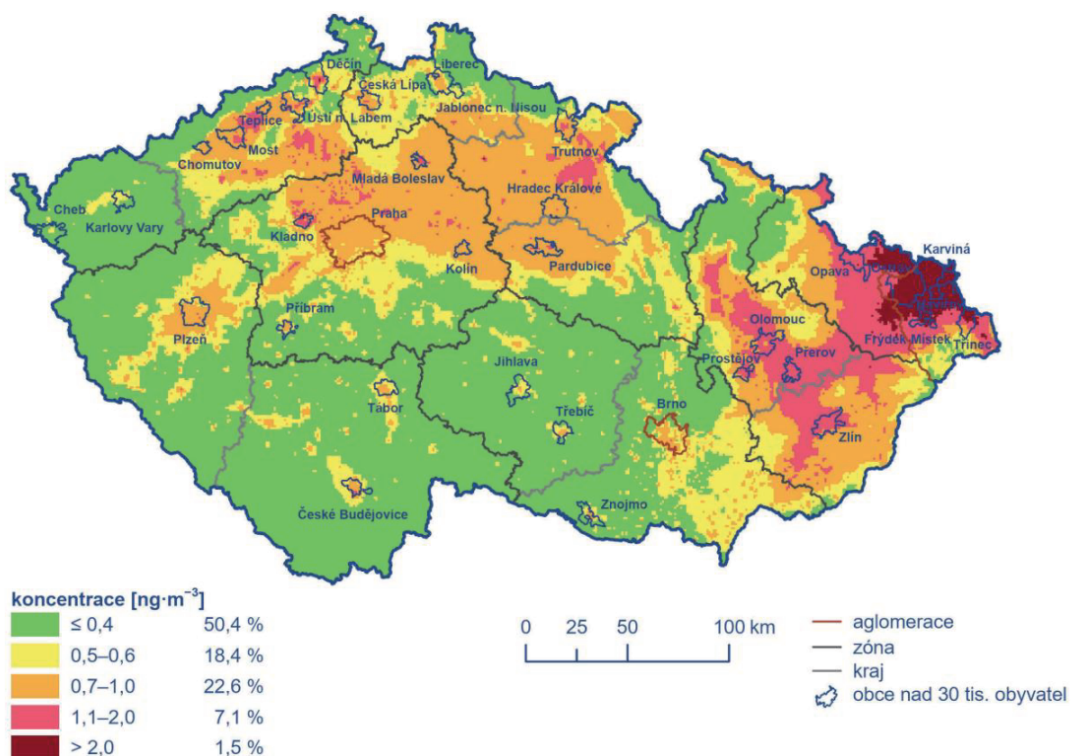 Děčín
Liberec
Česká Lípa
Jablonec n. Nisou
Teplice
Ústí n. Labem
Trutnov
Most
Chomutov
Mladá Boleslav
Hradec Králové
Cheb
Karlovy Vary
Praha
Kladno
Kolín
Pardubice
Karviná
Opava
Příbram
Olomouc
Plzeň
Frýdek Místek
Třinec
Přerov
Prostějov
Jihlava
Tábor
Brno
Třebíč
Zlín
Znojmo
České Budějovice
koncentrace [ng·m⁻³]
≤ 0,4 50,4 %
0,5–0,6 18,4 %
0,7–1,0 22,6 %
1,1–2,0 7,1 %
> 2,0 1,5 %
0 25 50 100 km
aglomerace
zóna
kraj
obce nad 30 tis. obyvatel